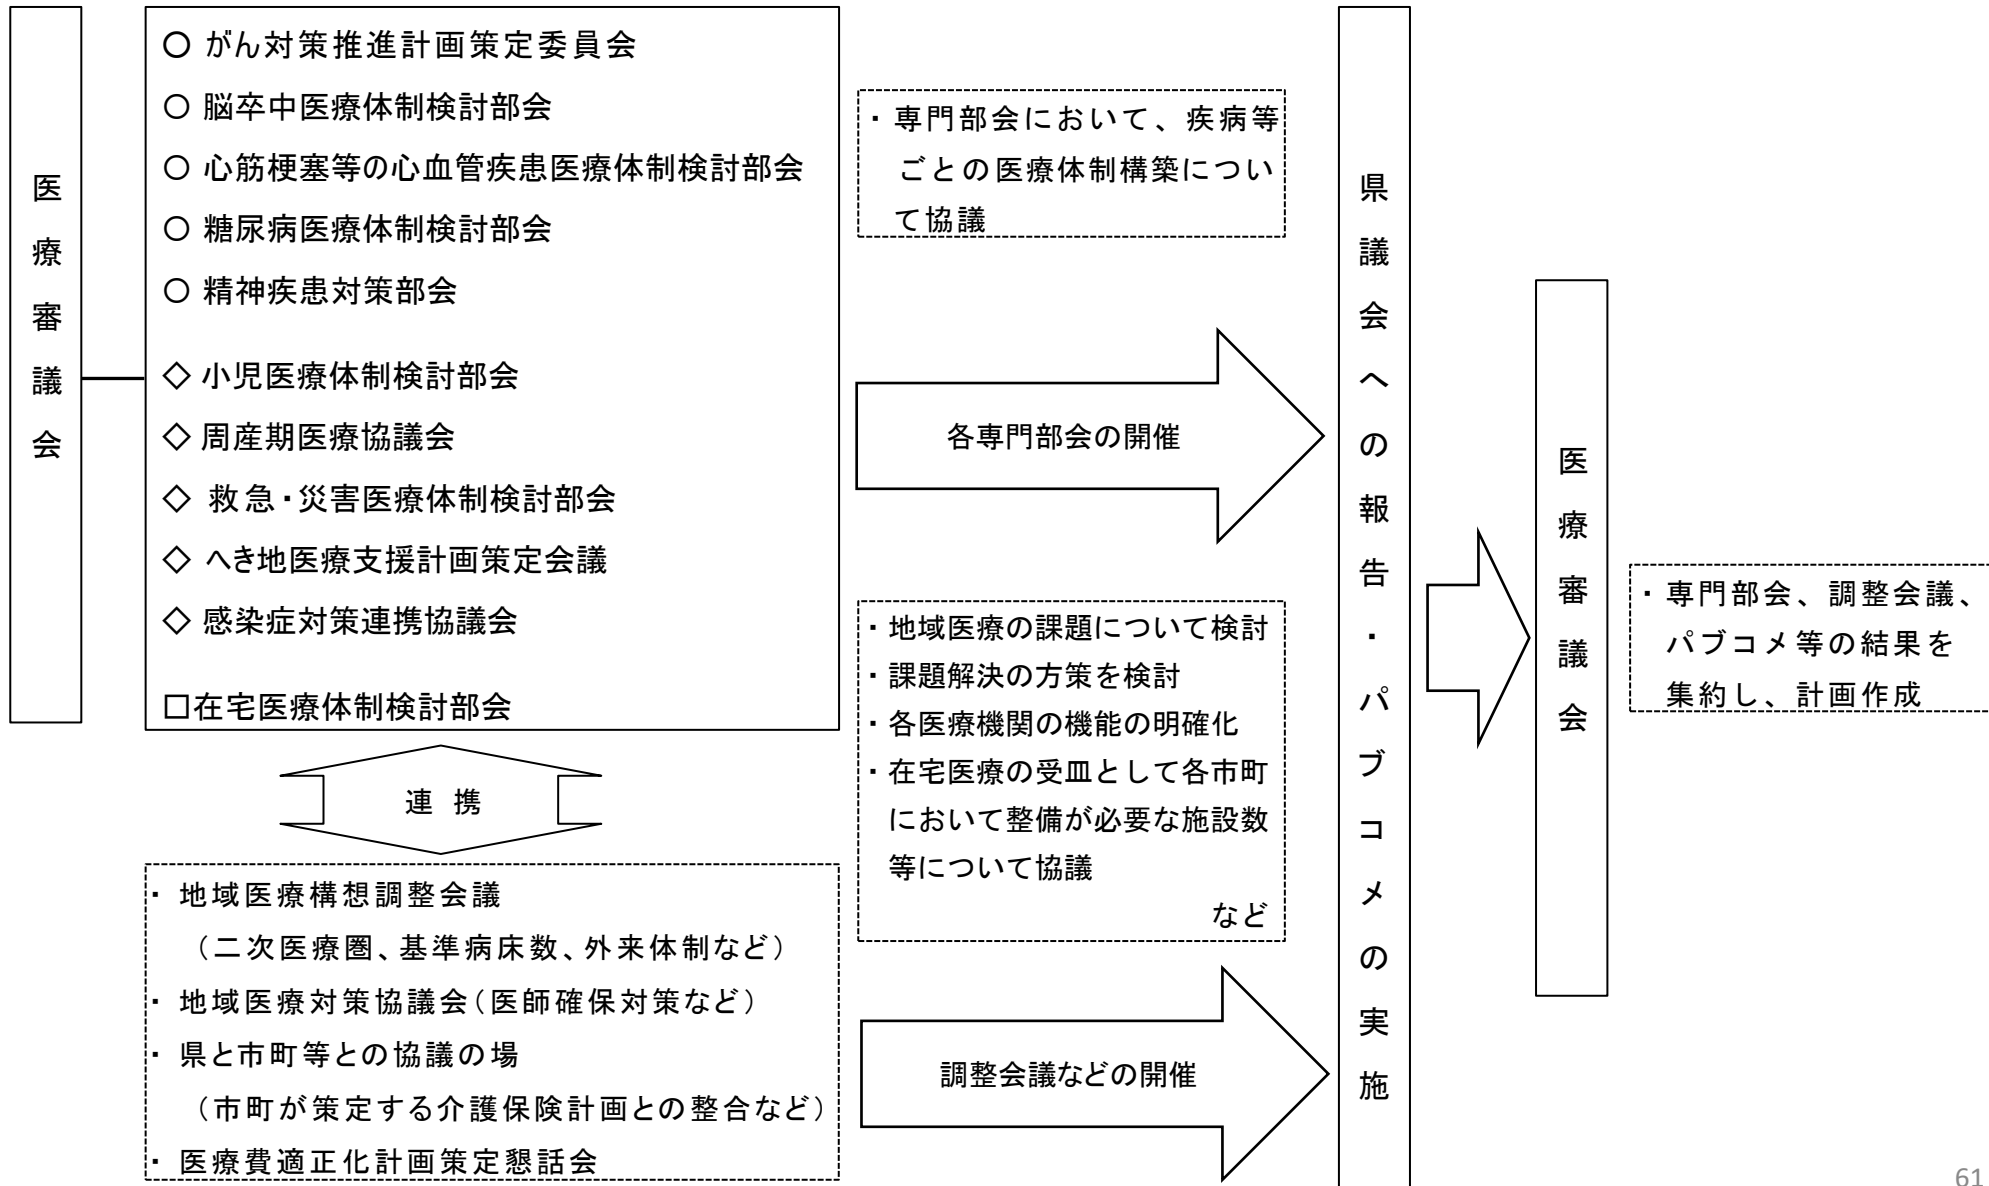 医療審議会
○ がん対策推進計画策定委員会
○ 脳卒中医療体制検討部会
○ 心筋梗塞等の心血管疾患医療体制検討部会
○ 糖尿病医療体制検討部会
○ 精神疾患対策部会
◇ 小児医療体制検討部会
◇ 周産期医療協議会
◇ 救急・災害医療体制検討部会
◇ へき地医療支援計画策定会議
◇ 感染症対策連携協議会
□在宅医療体制検討部会
連 携
・ 地域医療構想調整会議
（二次医療圏、基準病床数、外来体制など）
・ 地域医療対策協議会（医師確保対策など）
・ 県と市町等との協議の場
（市町が策定する介護保険計画との整合など）
・ 医療費適正化計画策定懇話会
・ 専門部会において、疾病等
ごとの医療体制構築につい
て協議
各専門部会の開催
・地域医療の課題について検討
・課題解決の方策を検討
・各医療機関の機能の明確化
・在宅医療の受皿として各市町
において整備が必要な施設数
等について協議
など
調整会議などの開催
県議会への報告・パブコメの実施
医療審議会
・専門部会、調整会議、
パブコメ等の結果を
集約し、計画作成
61